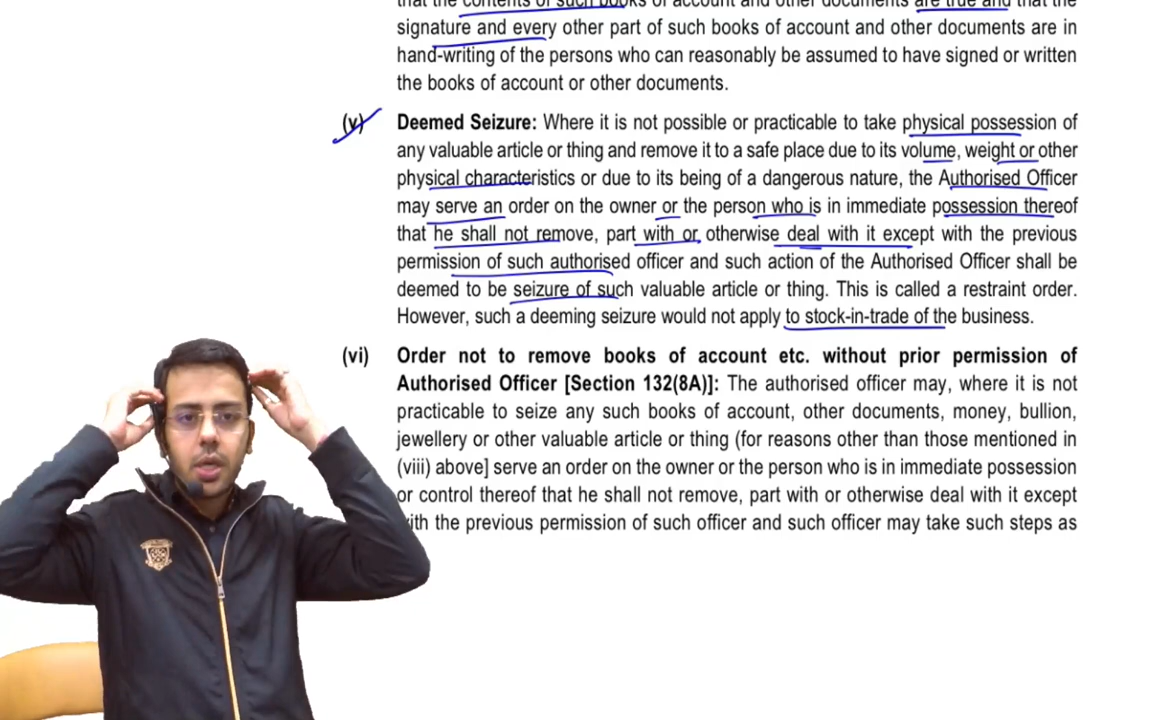 that the contents of such books of account and other documents are true and that the
signature and every other part of such books of account and other documents are in
hand-writing of the persons who can reasonably be assumed to have signed or written
the books of account or other documents.
(v) Deemed Seizure: Where it is not possible or practicable to take physical possession of
any valuable article or thing and remove it to a safe place due to its volume, weight or other
physical characteristics or due to its being of a dangerous nature, the Authorised Officer
may serve an order on the owner or the person who is in immediate possession thereof
that he shall not remove, part with or otherwise deal with it except with the previous
permission of such authorised officer and such action of the Authorised Officer shall be
deemed to be seizure of such valuable article or thing. This is called a restraint order.
However, such a deeming seizure would not apply to stock-in-trade of the business.
(vi) Order not to remove books of account etc. without prior permission of
Authorised Officer [Section 132(8A)]: The authorised officer may, where it is not
practicable to seize any such books of account, other documents, money, bullion,
jewellery or other valuable article or thing (for reasons other than those mentioned in
(viii) above] serve an order on the owner or the person who is in immediate possession
or control thereof that he shall not remove, part with or otherwise deal with it except
with the previous permission of such officer and such officer may take such steps as